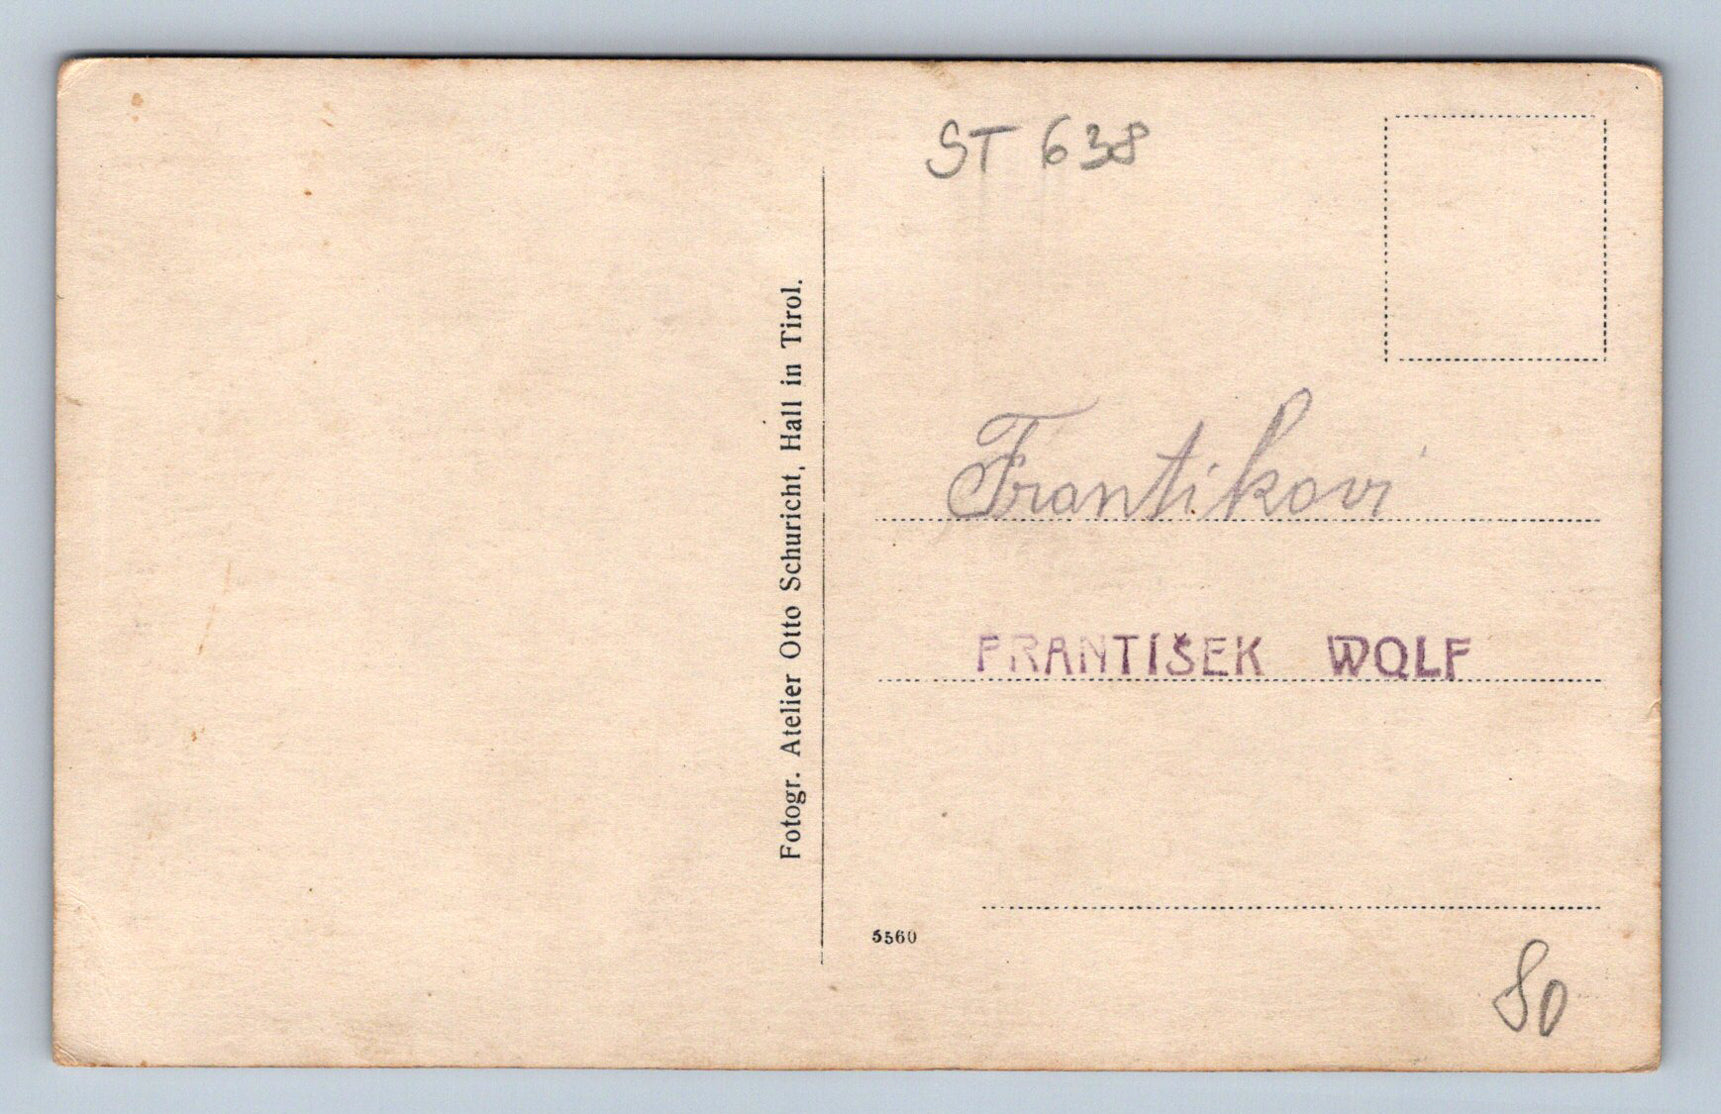 ST 638
Fotogr. Atelier Otto Schuricht, Hall in Tirol.
Frantikovi
FRANTIŠEK WOLF
5560
80